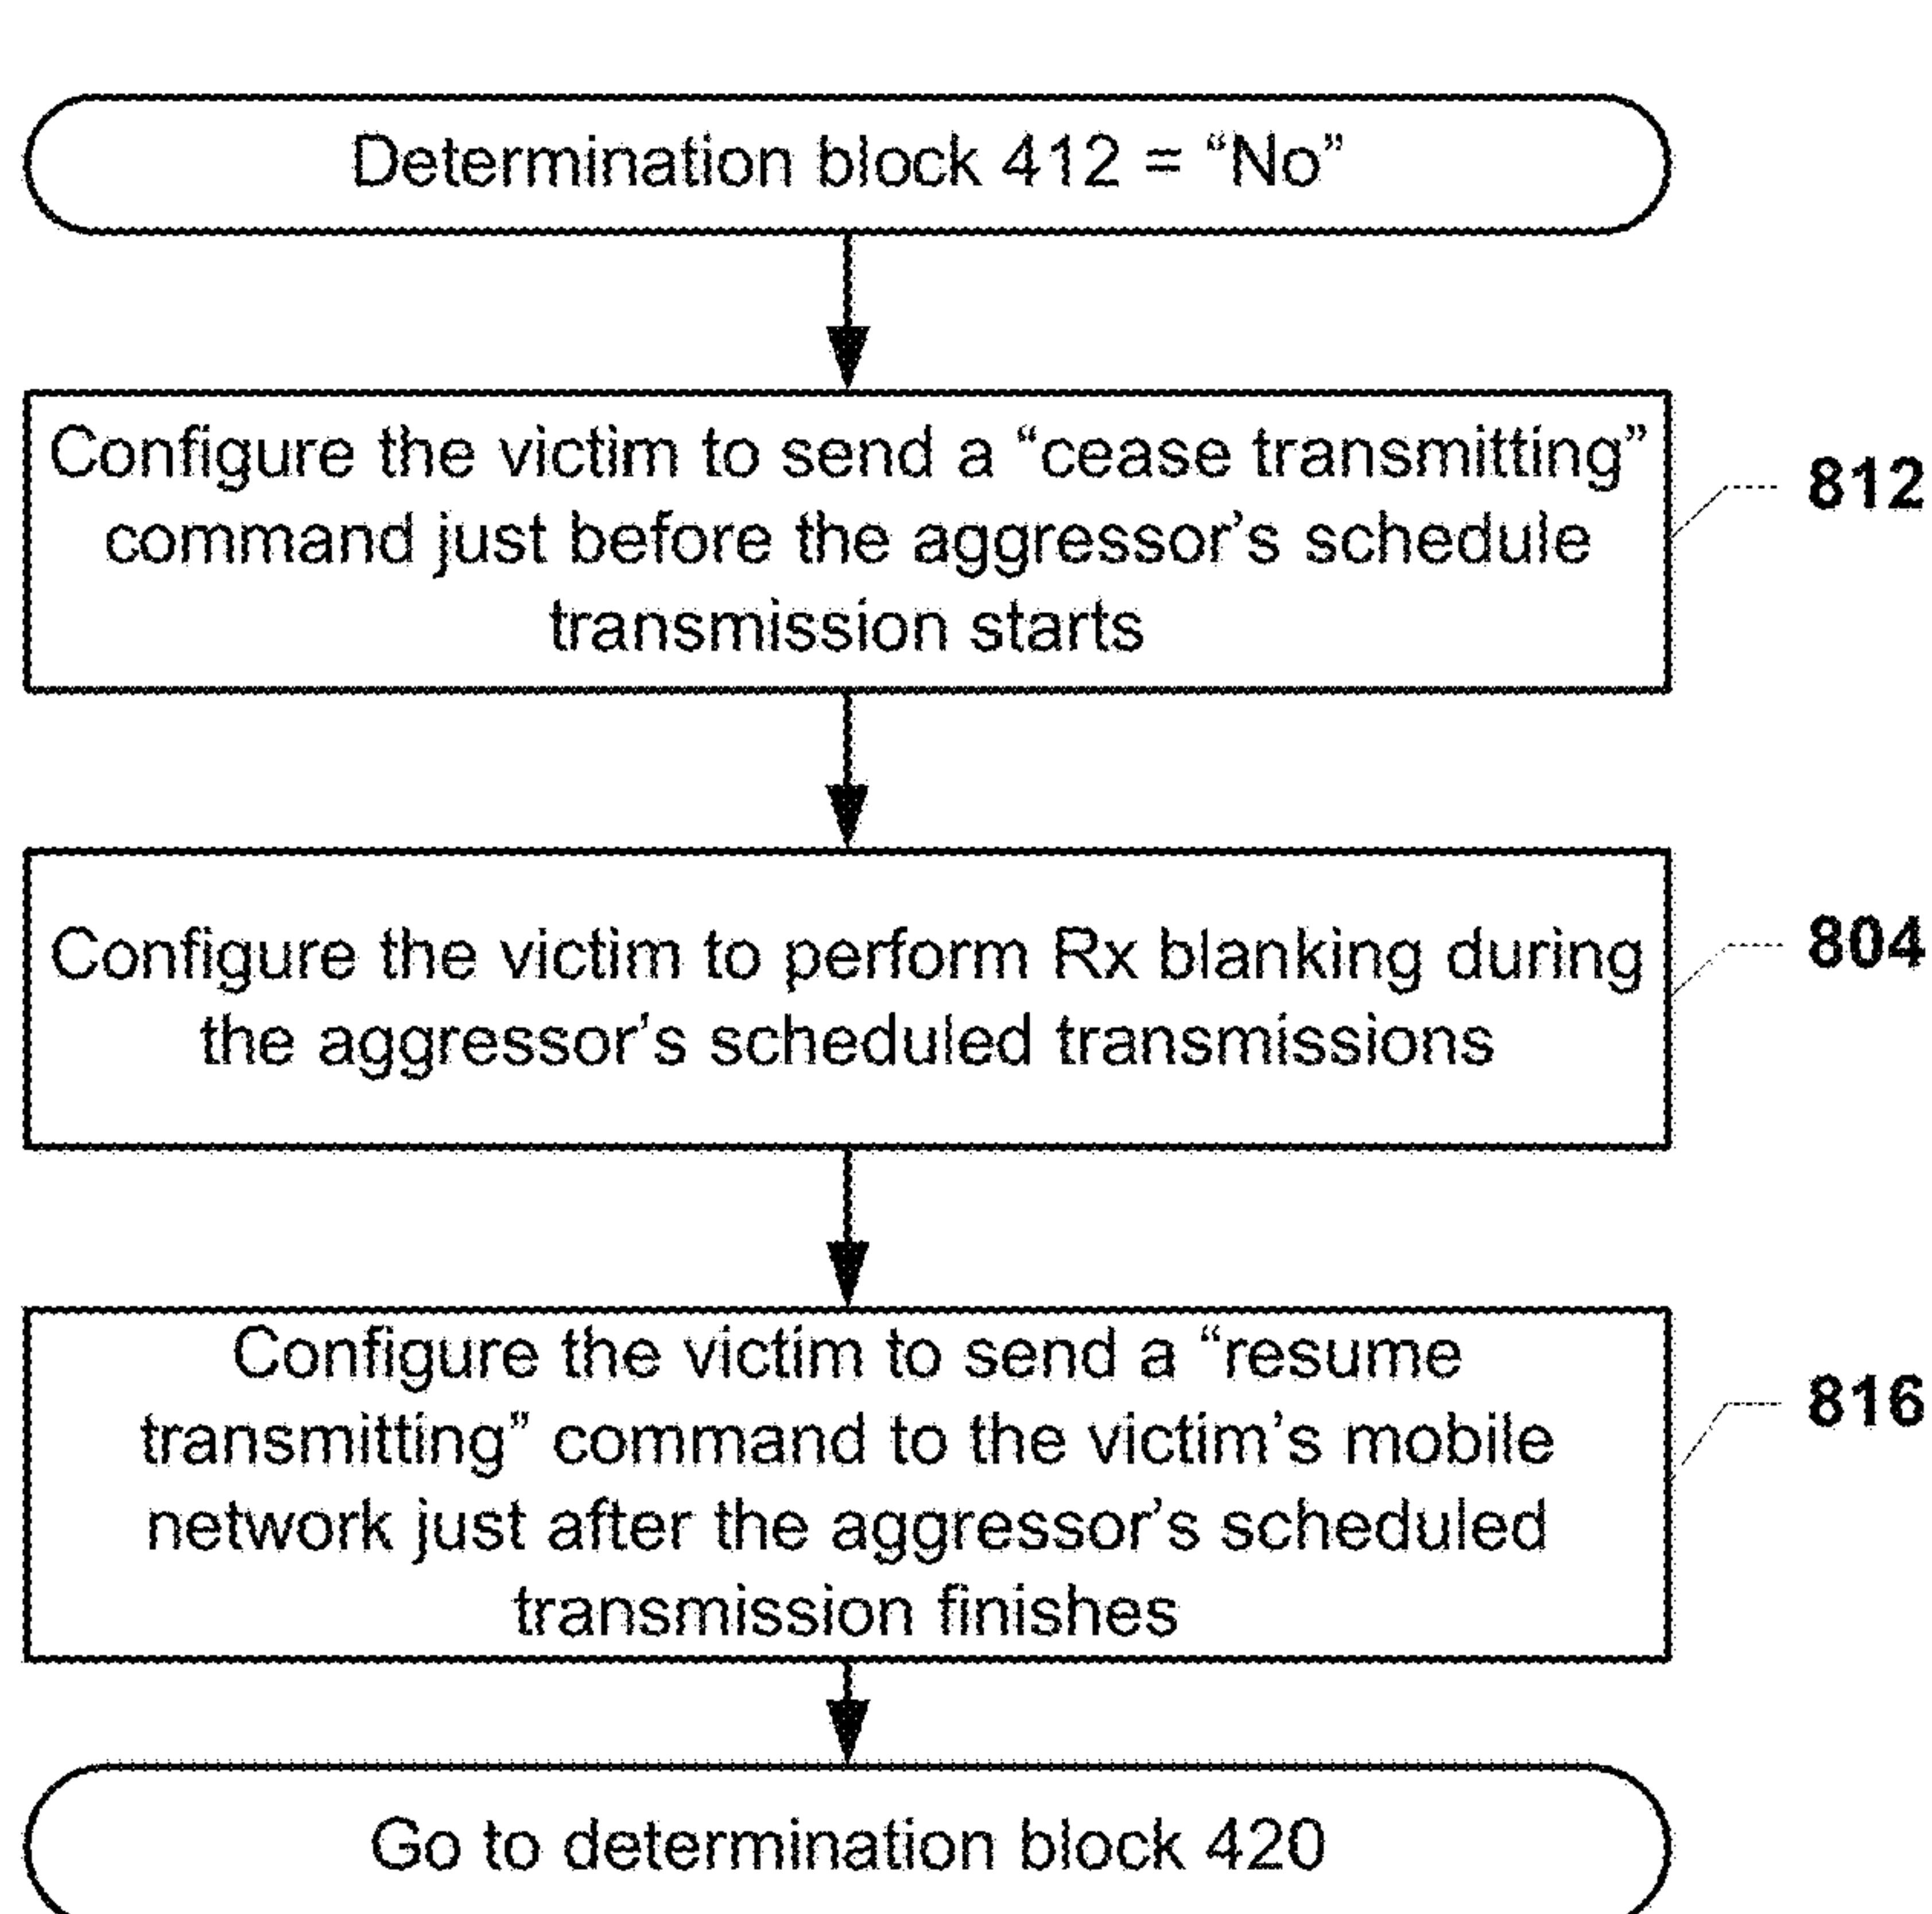 Determination block 412 = “No”
Configure the victim to send a “cease transmitting”
command just before the aggressor’s schedule
transmission starts
812
Configure the victim to perform Rx blanking during
the aggressor’s scheduled transmissions
804
Configure the victim to send a “resume
transmitting” command to the victim’s mobile
network just after the aggressor’s scheduled
transmission finishes
816
Go to determination block 420